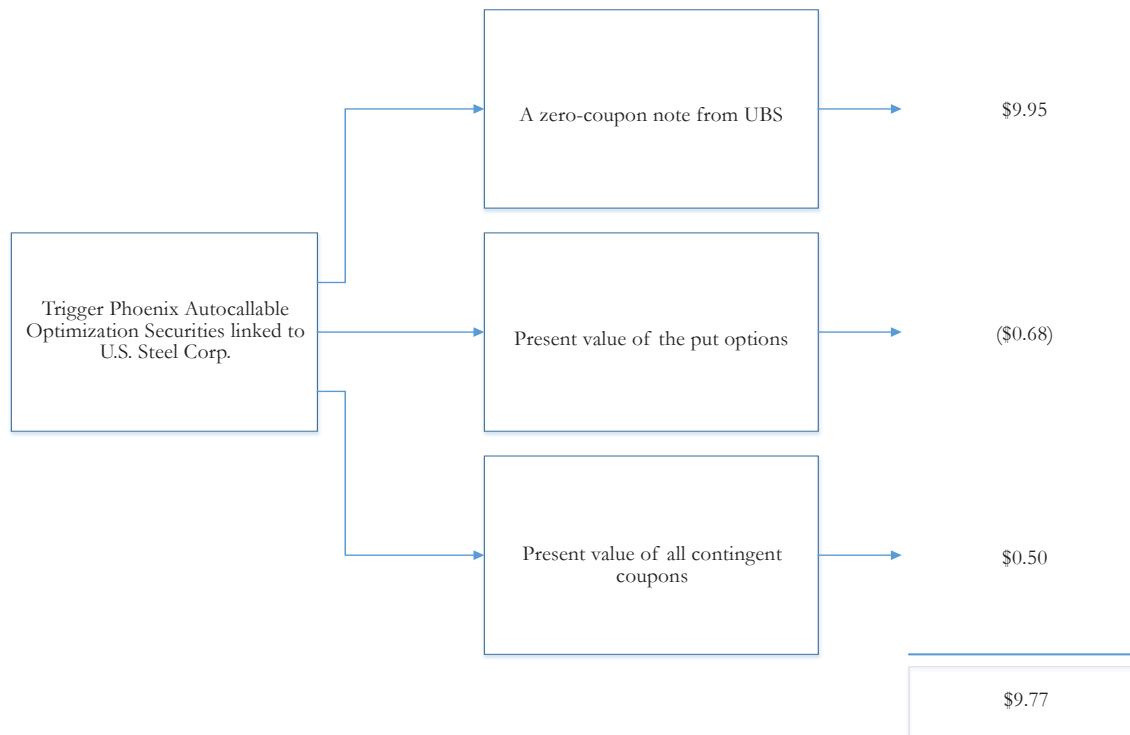 A zero-coupon note from UBS
$9.95
Trigger Phoenix Autocallable
Optimization Securities linked to
U.S. Steel Corp.
Present value of the put options
($0.68)
Present value of all contingent
coupons
$0.50
$9.77